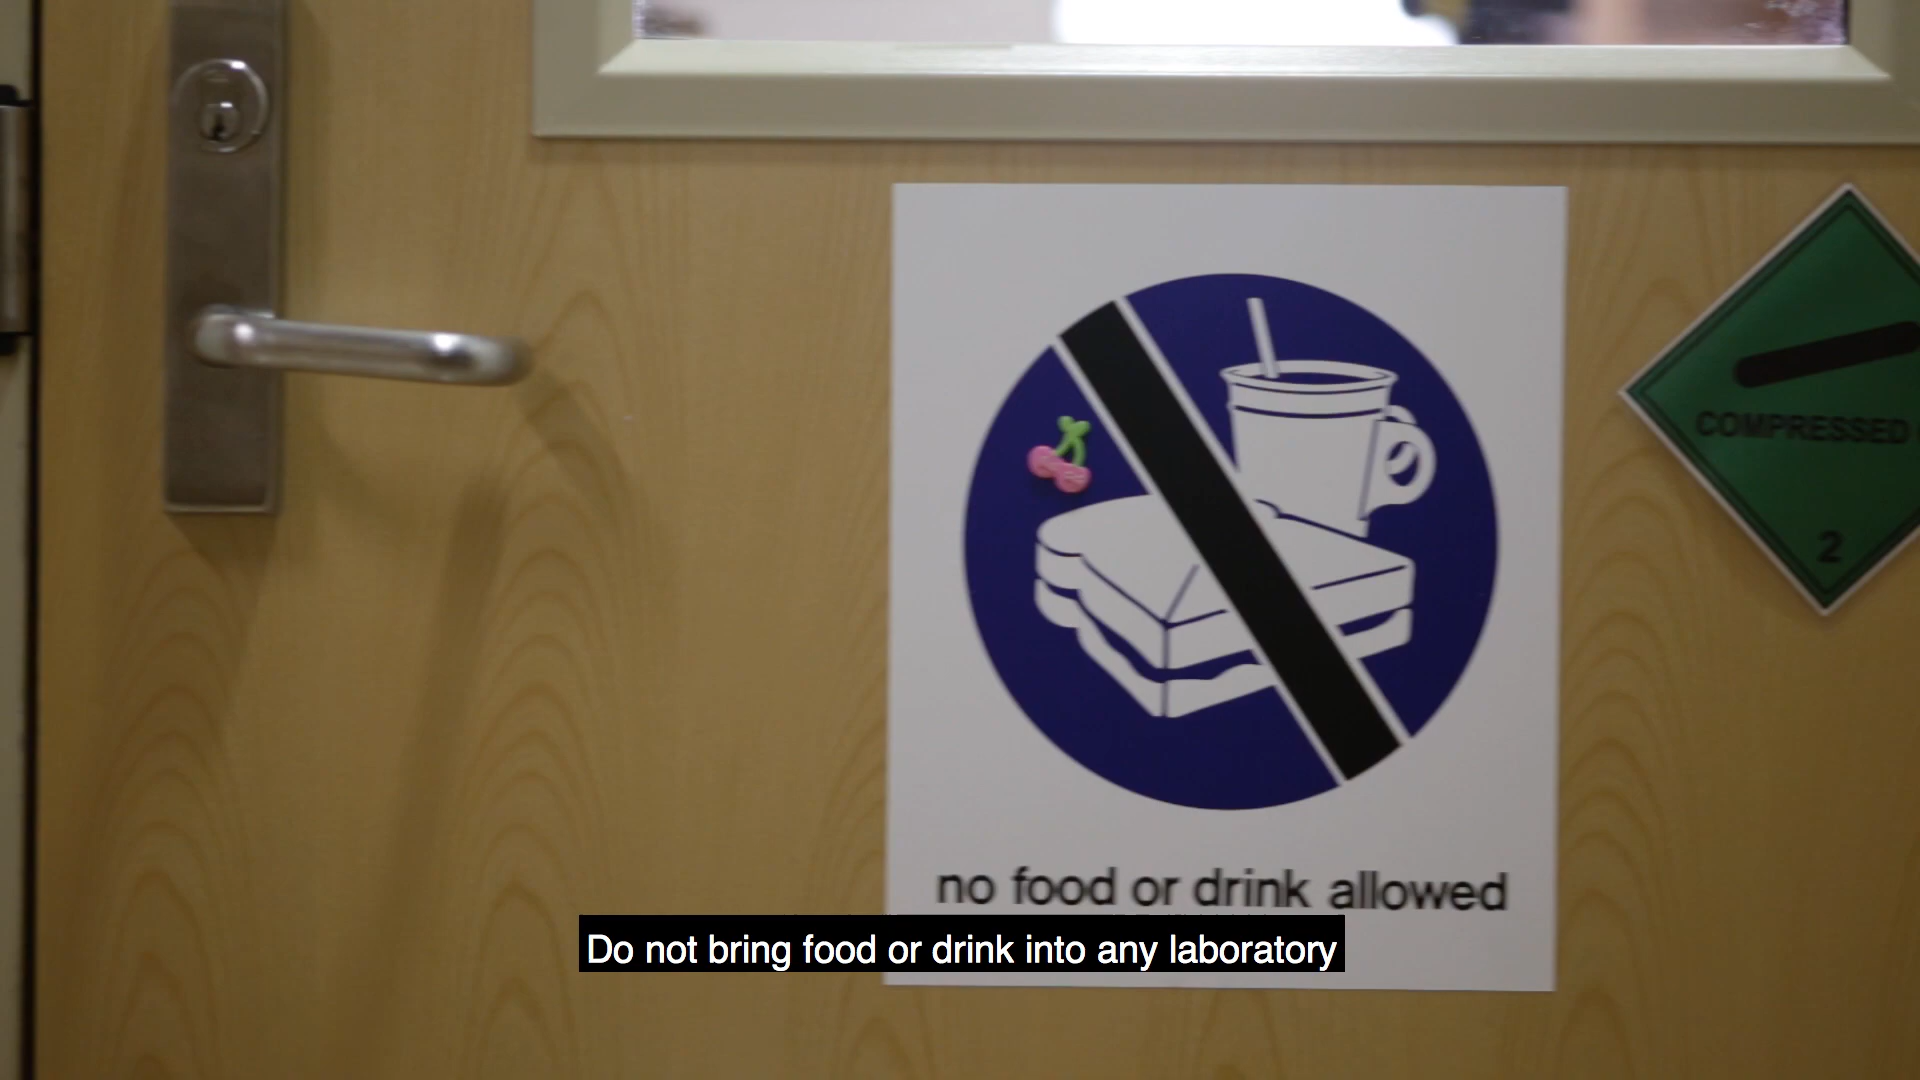 COMPRESSED
2
no food or drink allowed
Do not bring food or drink into any laboratory